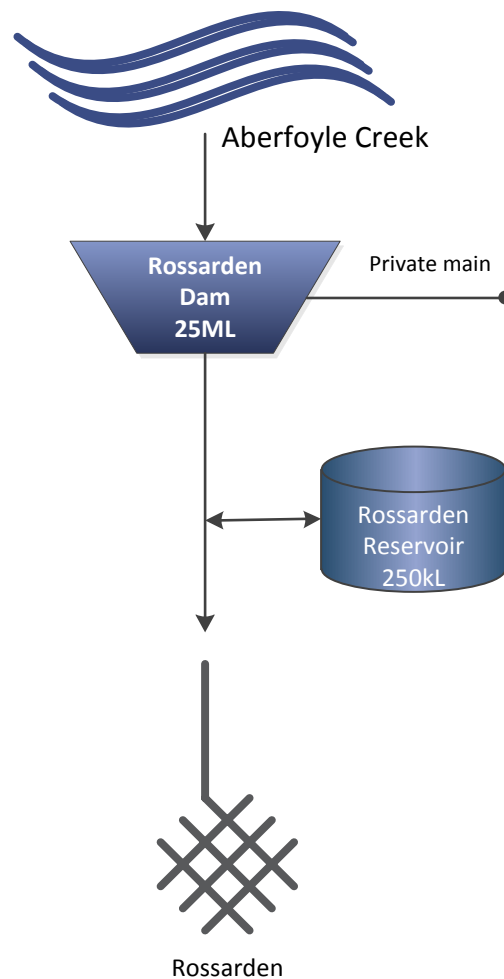 Aberfoyle Creek
Rossarden
Dam
25ML
Private main
Rossarden
Reservoir
250kL
Rossarden